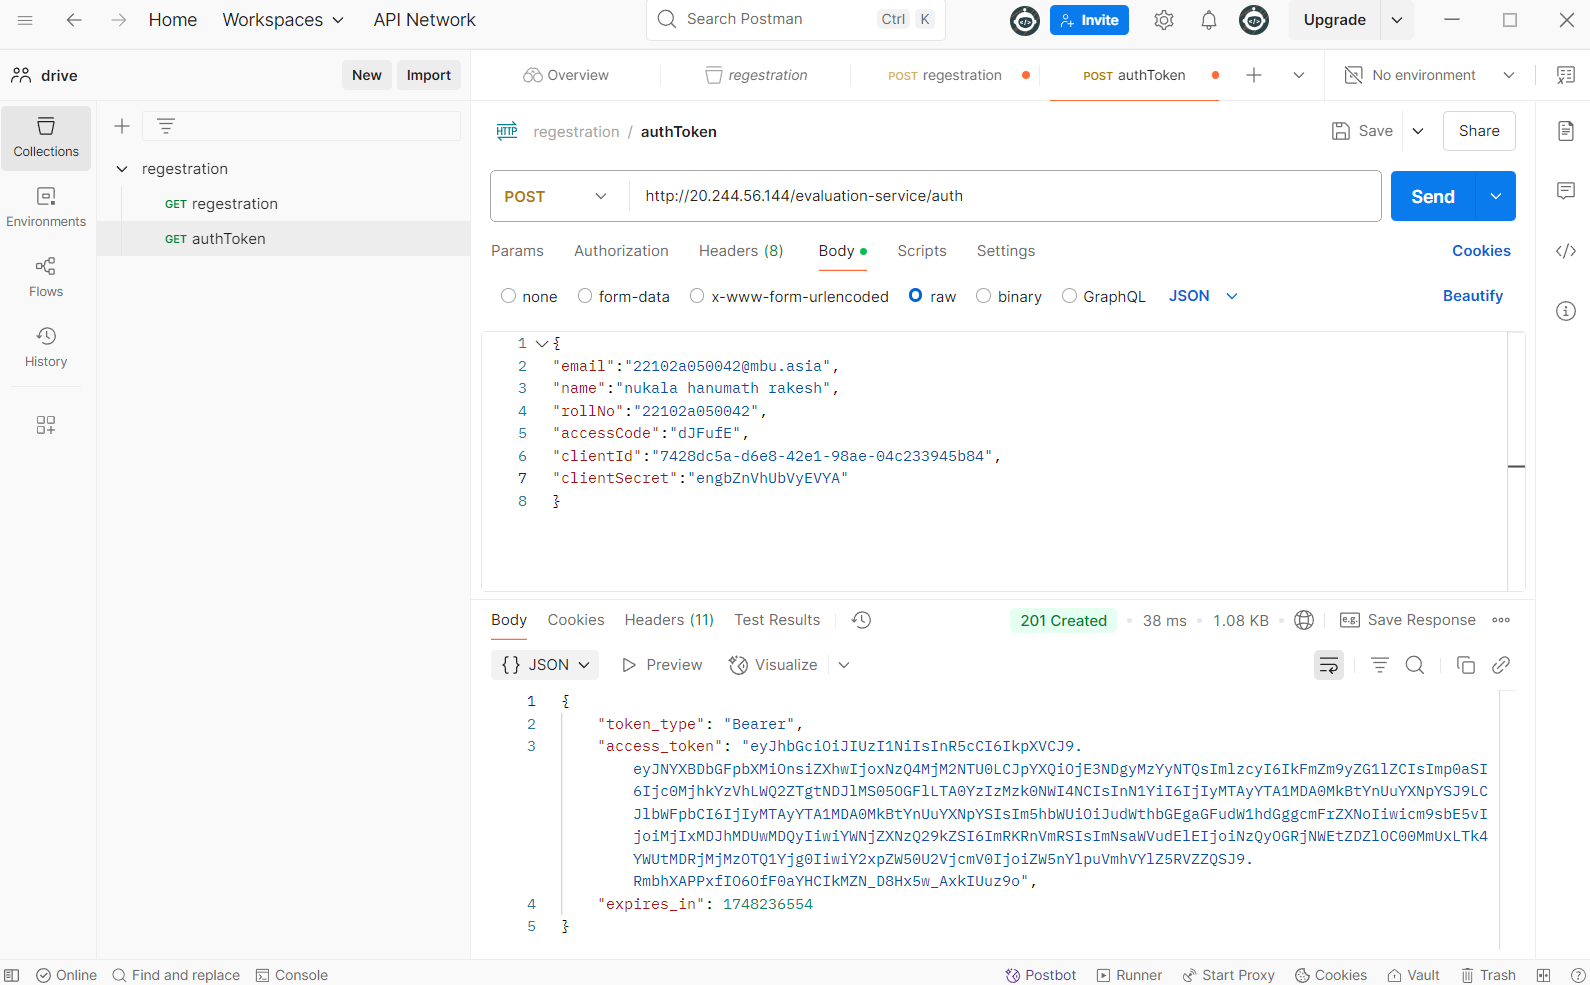 Home Workspaces API Network Search Postman Ctrl K Invite Upgrade
drive New Import Overview regestration POST regestration POST authToken No environment
Collections
Environments
Flows
History
regestration
GET regestration
GET authToken
HTTP regestration / authToken Save Share
POST http://20.244.56.144/evaluation-service/auth Send
Params Authorization Headers (8) Body Scripts Settings Cookies
none form-data x-www-form-urlencoded raw binary GraphQL JSON Beautify
1 {
2 "email":"22102a050042@mbu.asia",
3 "name":"nukala hanumath rakesh",
4 "rollNo":"22102a050042",
5 "accessCode":"dJFufE",
6 "clientId":"7428dc5a-d6e8-42e1-98ae-04c233945b84",
7 "clientSecret":"engbZnVhUbVyEVYA"
8 }
Body Cookies Headers (11) Test Results 201 Created 38 ms 1.08 KB e.g. Save Response
{} JSON Preview Visualize
1 {
2 "token_type": "Bearer",
3 "access_token": "eyJhbGciOiJIUzI1NiIsInR5cCI6IkpXVCJ9.
eyJNYXBDbGFpbXMiOnsiZXhwIjoxNzQ4MjM2NTU0LCJpYXQiOjE3NDgyMzYyNTQsImlzcyI6IkFmZm9yZG1lZCIsImp0aSI
6Ijc0MjhkYzVhLWQ2ZTgtNDJlMS05OGFlLTA0YzIzMzk0NWI4NCIsInN1YiI6IjIyMTAyYTA1MDA0MkBtYnUuYXNpYSJ9LC
JlbWFpbCI6IjIyMTAyYTA1MDA0MkBtYnUuYXNpYSIsIm5hbWUiOiJudWthbGEgaGFudW1hdGggcmFrZXNoIiwicm9sbE5vI
joiMjIxMDJhMDUwMDQyIiwiYWNjZXNzQ29kZSI6ImRKRnVmRSIsImNsaWVudElEIjoiNzQyOGRjNWEtZDZlOC00MmUxLTk4
YWUtMDRjMjMzOTQ1Yjg0IiwiY2xpZW50U2VjcmV0IjoiZW5nYlpuVmhVYlZ5RVZZQSJ9.
RmbhXAPPxfIO6OfF0aYHCIkMZN_D8Hx5w_AxkIUuz9o",
4 "expires_in": 1748236554
5 }
Online Find and replace Console Postbot Runner Start Proxy Cookies Vault Trash